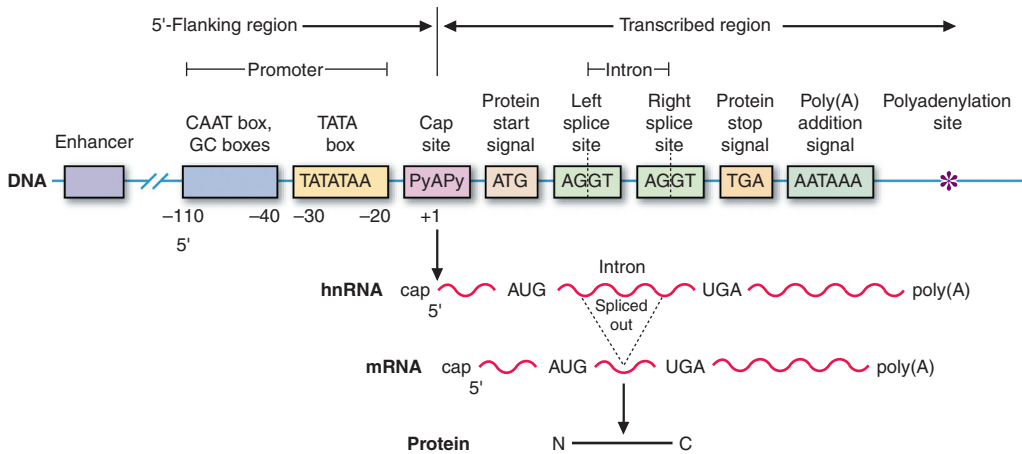 5'-Flanking region
Transcribed region
Promoter
Intron
Enhancer
CAAT box,
GC boxes
TATA
box
Cap
site
Protein
start
signal
Left
splice
site
Right
splice
site
Protein
stop
signal
Poly(A)
addition
signal
Polyadenylation
site
DNA
TATATAA
PyAPy
ATG
AGGT
AGGT
TGA
AATAAA
*
–110
–40
–30
–20
+1
5'
hnRNA cap AUG Intron UGA poly(A)
5'
Spliced
out
mRNA cap AUG UGA poly(A)
5'
Protein N C